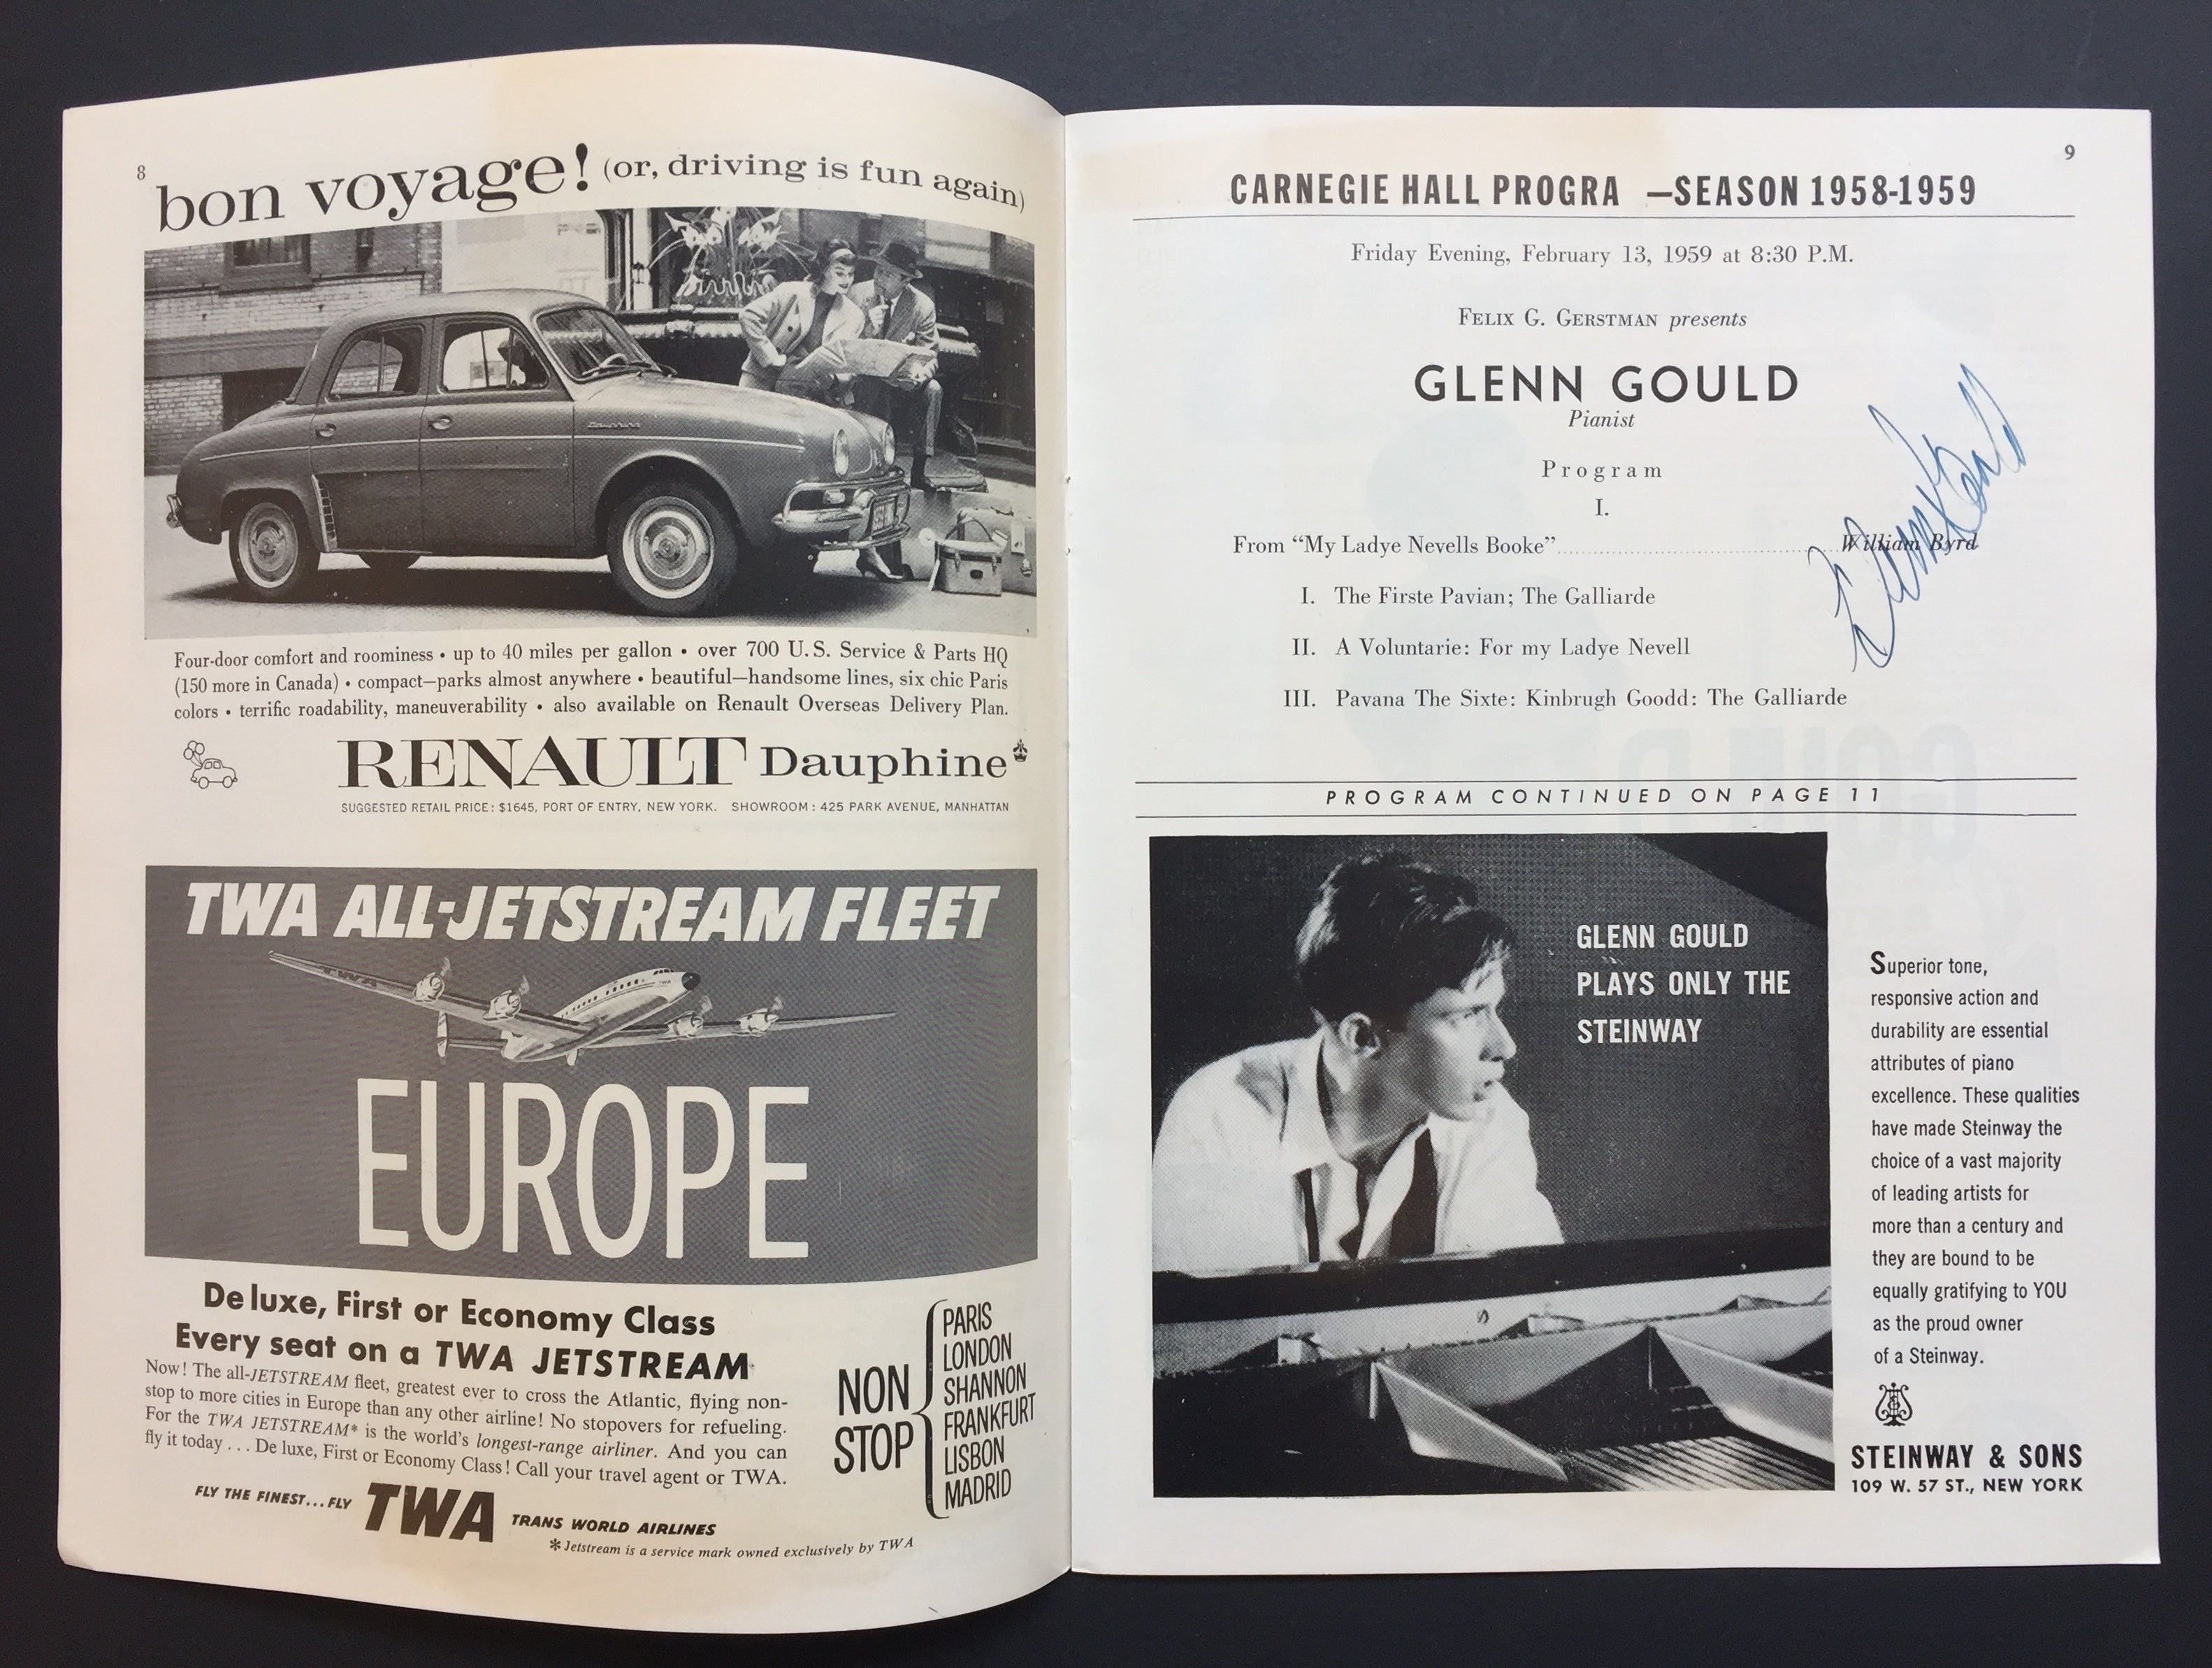 8
bon voyage! (or, driving is fun again)
Four-door comfort and roominess • up to 40 miles per gallon • over 700 U.S. Service & Parts HQ
(150 more in Canada) • compact—parks almost anywhere • beautiful—handsome lines, six chic Paris
colors • terrific roadability, maneuverability • also available on Renault Overseas Delivery Plan.
RENAULT Dauphine
SUGGESTED RETAIL PRICE: $1645, PORT OF ENTRY, NEW YORK. SHOWROOM: 425 PARK AVENUE, MANHATTAN
TWA ALL-JETSTREAM FLEET
EUROPE
De luxe, First or Economy Class
Every seat on a TWA JETSTREAM
Now! The all-JETSTREAM fleet, greatest ever to cross the Atlantic, flying non-
stop to more cities in Europe than any other airline! No stopovers for refueling.
For the TWA JETSTREAM* is the world's longest-range airliner. And you can
fly it today . . . De luxe, First or Economy Class! Call your travel agent or TWA.
NON
STOP
PARIS
LONDON
SHANNON
FRANKFURT
LISBON
MADRID
FLY THE FINEST...FLY TWA TRANS WORLD AIRLINES
*Jetstream is a service mark owned exclusively by TWA
9
CARNEGIE HALL PROGRA —SEASON 1958-1959
Friday Evening, February 13, 1959 at 8:30 P.M.
FELIX G. GERSTMAN presents
GLENN GOULD
Pianist
Program
I.
From “My Ladye Nevells Booke”........William Byrd
Glenn Gould
I. The Firste Pavian; The Galliarde
II. A Voluntarie: For my Ladye Nevell
III. Pavana The Sixte: Kinbrugh Goodd: The Galliarde
PROGRAM CONTINUED ON PAGE 11
GLENN GOULD
PLAYS ONLY THE
STEINWAY
Superior tone,
responsive action and
durability are essential
attributes of piano
excellence. These qualities
have made Steinway the
choice of a vast majority
of leading artists for
more than a century and
they are bound to be
equally gratifying to YOU
as the proud owner
of a Steinway.
STEINWAY & SONS
109 W. 57 ST., NEW YORK